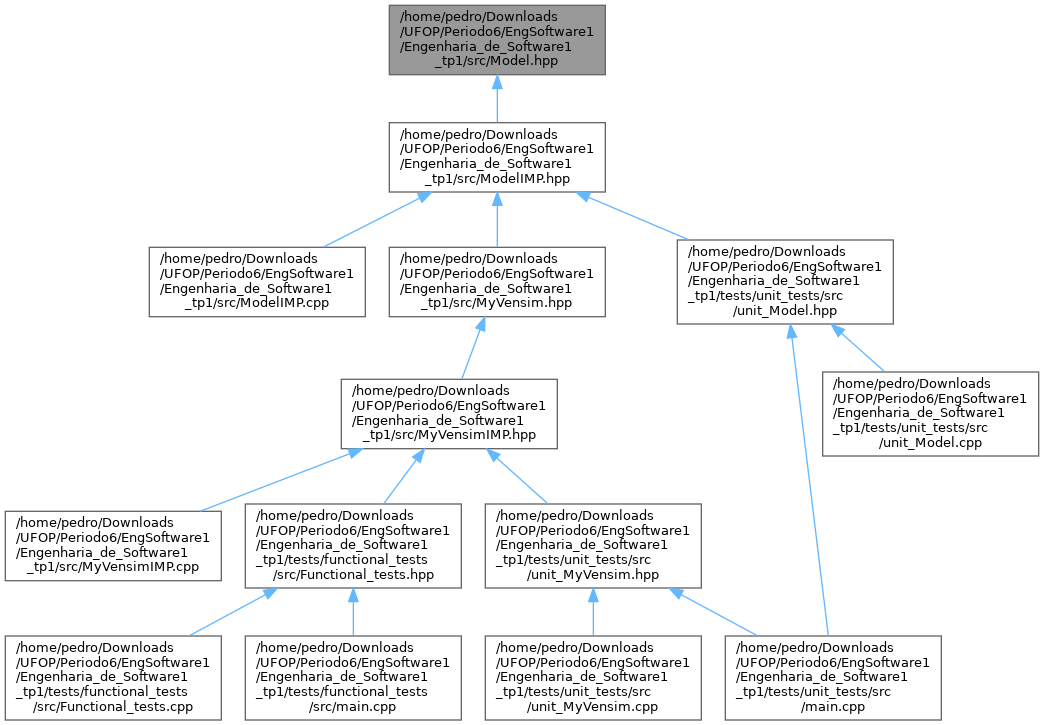 /home/pedro/Downloads
/UFOP/Periodo6/EngSoftware1
/Engenharia_de_Software1
_tp1/src/Model.hpp
/home/pedro/Downloads
/UFOP/Periodo6/EngSoftware1
/Engenharia_de_Software1
_tp1/src/ModelIMP.hpp
/home/pedro/Downloads
/UFOP/Periodo6/EngSoftware1
/Engenharia_de_Software1
_tp1/src/ModelIMP.cpp
/home/pedro/Downloads
/UFOP/Periodo6/EngSoftware1
/Engenharia_de_Software1
_tp1/src/MyVensim.hpp
/home/pedro/Downloads
/UFOP/Periodo6/EngSoftware1
/Engenharia_de_Software1
_tp1/tests/unit_tests/src
/unit_Model.hpp
/home/pedro/Downloads
/UFOP/Periodo6/EngSoftware1
/Engenharia_de_Software1
_tp1/src/MyVensimIMP.hpp
/home/pedro/Downloads
/UFOP/Periodo6/EngSoftware1
/Engenharia_de_Software1
_tp1/tests/unit_tests/src
/unit_Model.cpp
/home/pedro/Downloads
/UFOP/Periodo6/EngSoftware1
/Engenharia_de_Software1
_tp1/src/MyVensimIMP.cpp
/home/pedro/Downloads
/UFOP/Periodo6/EngSoftware1
/Engenharia_de_Software1
_tp1/tests/functional_tests
/src/Functional_tests.hpp
/home/pedro/Downloads
/UFOP/Periodo6/EngSoftware1
/Engenharia_de_Software1
_tp1/tests/unit_tests/src
/unit_MyVensim.hpp
/home/pedro/Downloads
/UFOP/Periodo6/EngSoftware1
/Engenharia_de_Software1
_tp1/tests/functional_tests
/src/Functional_tests.cpp
/home/pedro/Downloads
/UFOP/Periodo6/EngSoftware1
/Engenharia_de_Software1
_tp1/tests/functional_tests
/src/main.cpp
/home/pedro/Downloads
/UFOP/Periodo6/EngSoftware1
/Engenharia_de_Software1
_tp1/tests/unit_tests/src
/unit_MyVensim.cpp
/home/pedro/Downloads
/UFOP/Periodo6/EngSoftware1
/Engenharia_de_Software1
_tp1/tests/unit_tests/src
/main.cpp